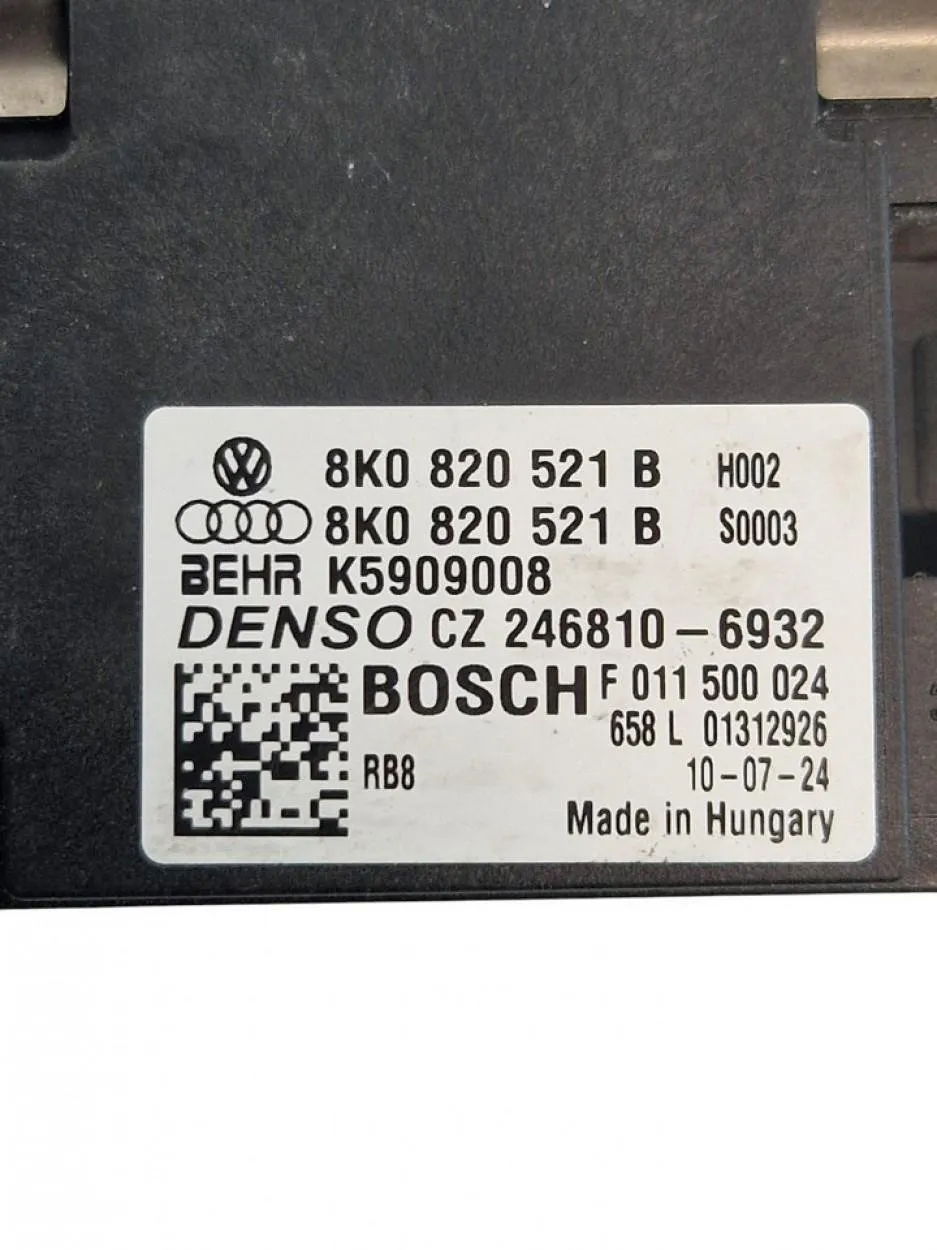 8K0 820 521 B H002
8K0 820 521 B S0003
BEHR K5909008
DENSO CZ 246810-6932
BOSCH F 011 500 024
658 L 01312926
RB8 10-07-24
Made in Hungary